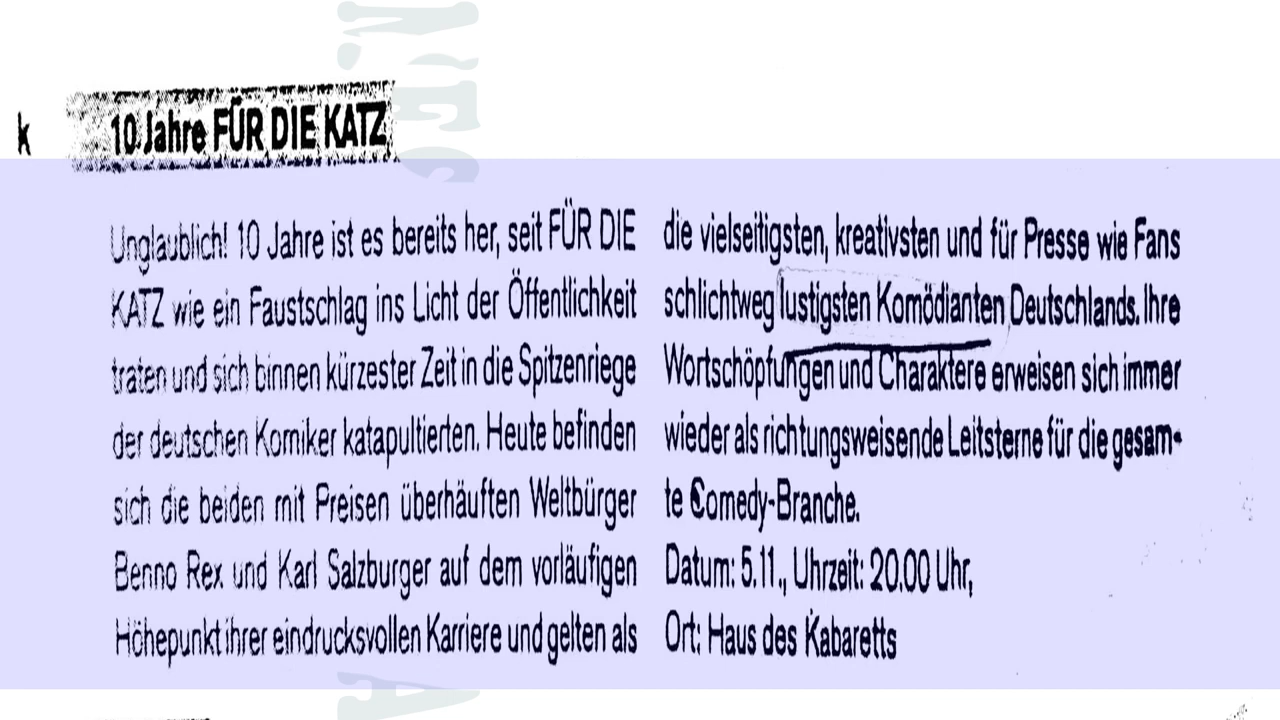 k
10 Jahre FÜR DIE KATZ
Unglaublich! 10 Jahre ist es bereits her, seit FÜR DIE
KATZ wie ein Faustschlag ins Licht der Öffentlichkeit
traten und sich binnen kürzester Zeit in die Spitzenriege
der deutschen Komiker katapultierten. Heute befinden
sich die beiden mit Preisen überhäuften Weltbürger
Benno Rex und Karl Salzburger auf dem vorläufigen
Höhepunkt ihrer eindrucksvollen Karriere und gelten als
die vielseitigsten, kreativsten und für Presse wie Fans
schlichtweg lustigsten Komödianten Deutschlands. Ihre
Wortschöpfungen und Charaktere erweisen sich immer
wieder als richtungsweisende Leitsterne für die gesam-
te Comedy-Branche.
Datum: 5.11., Uhrzeit: 20.00 Uhr,
Ort: Haus des Kabaretts